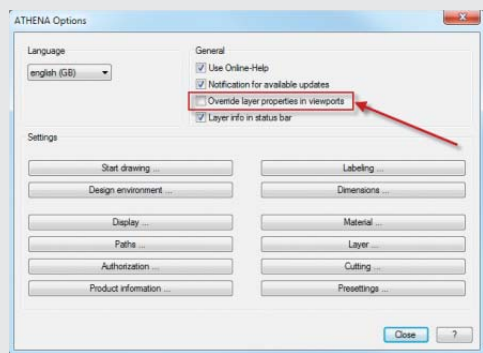 ATHENA Options
Language
english (GB)
General
Use Online-Help
Notification for available updates
Override layer properties in viewports
Layer info in status bar
Settings
Start drawing ...
Labeling ...
Design environment ...
Dimensions ...
Display ...
Material ...
Paths ...
Layer ...
Authorization ...
Cutting ...
Product information ...
Presettings ...
Close
?